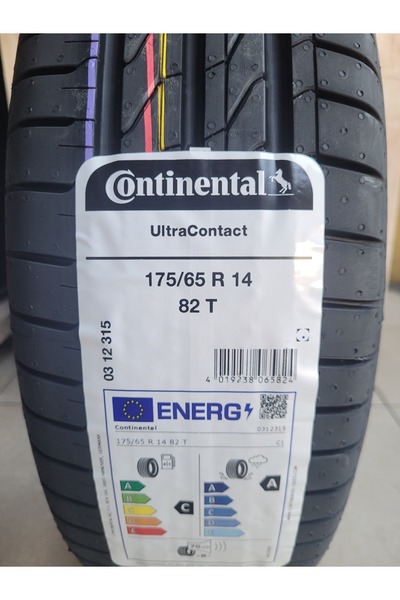 Continental
UltraContact
175/65 R 14
82 T
03 12 315
4 019238 065824
ENERG
Continental
0312315
175/65 R 14 82 T
C1
A
B
C
D
E
C
A
B
C
D
E
A